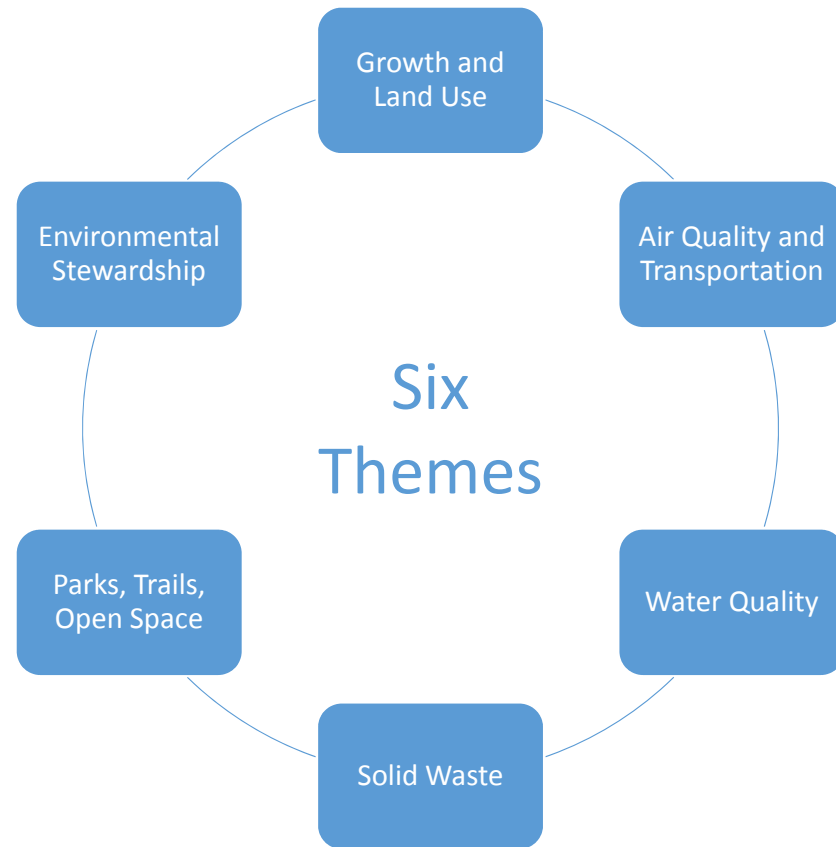 Growth and
Land Use
Environmental
Stewardship
Air Quality and
Transportation
Six
Themes
Parks, Trails,
Open Space
Water Quality
Solid Waste